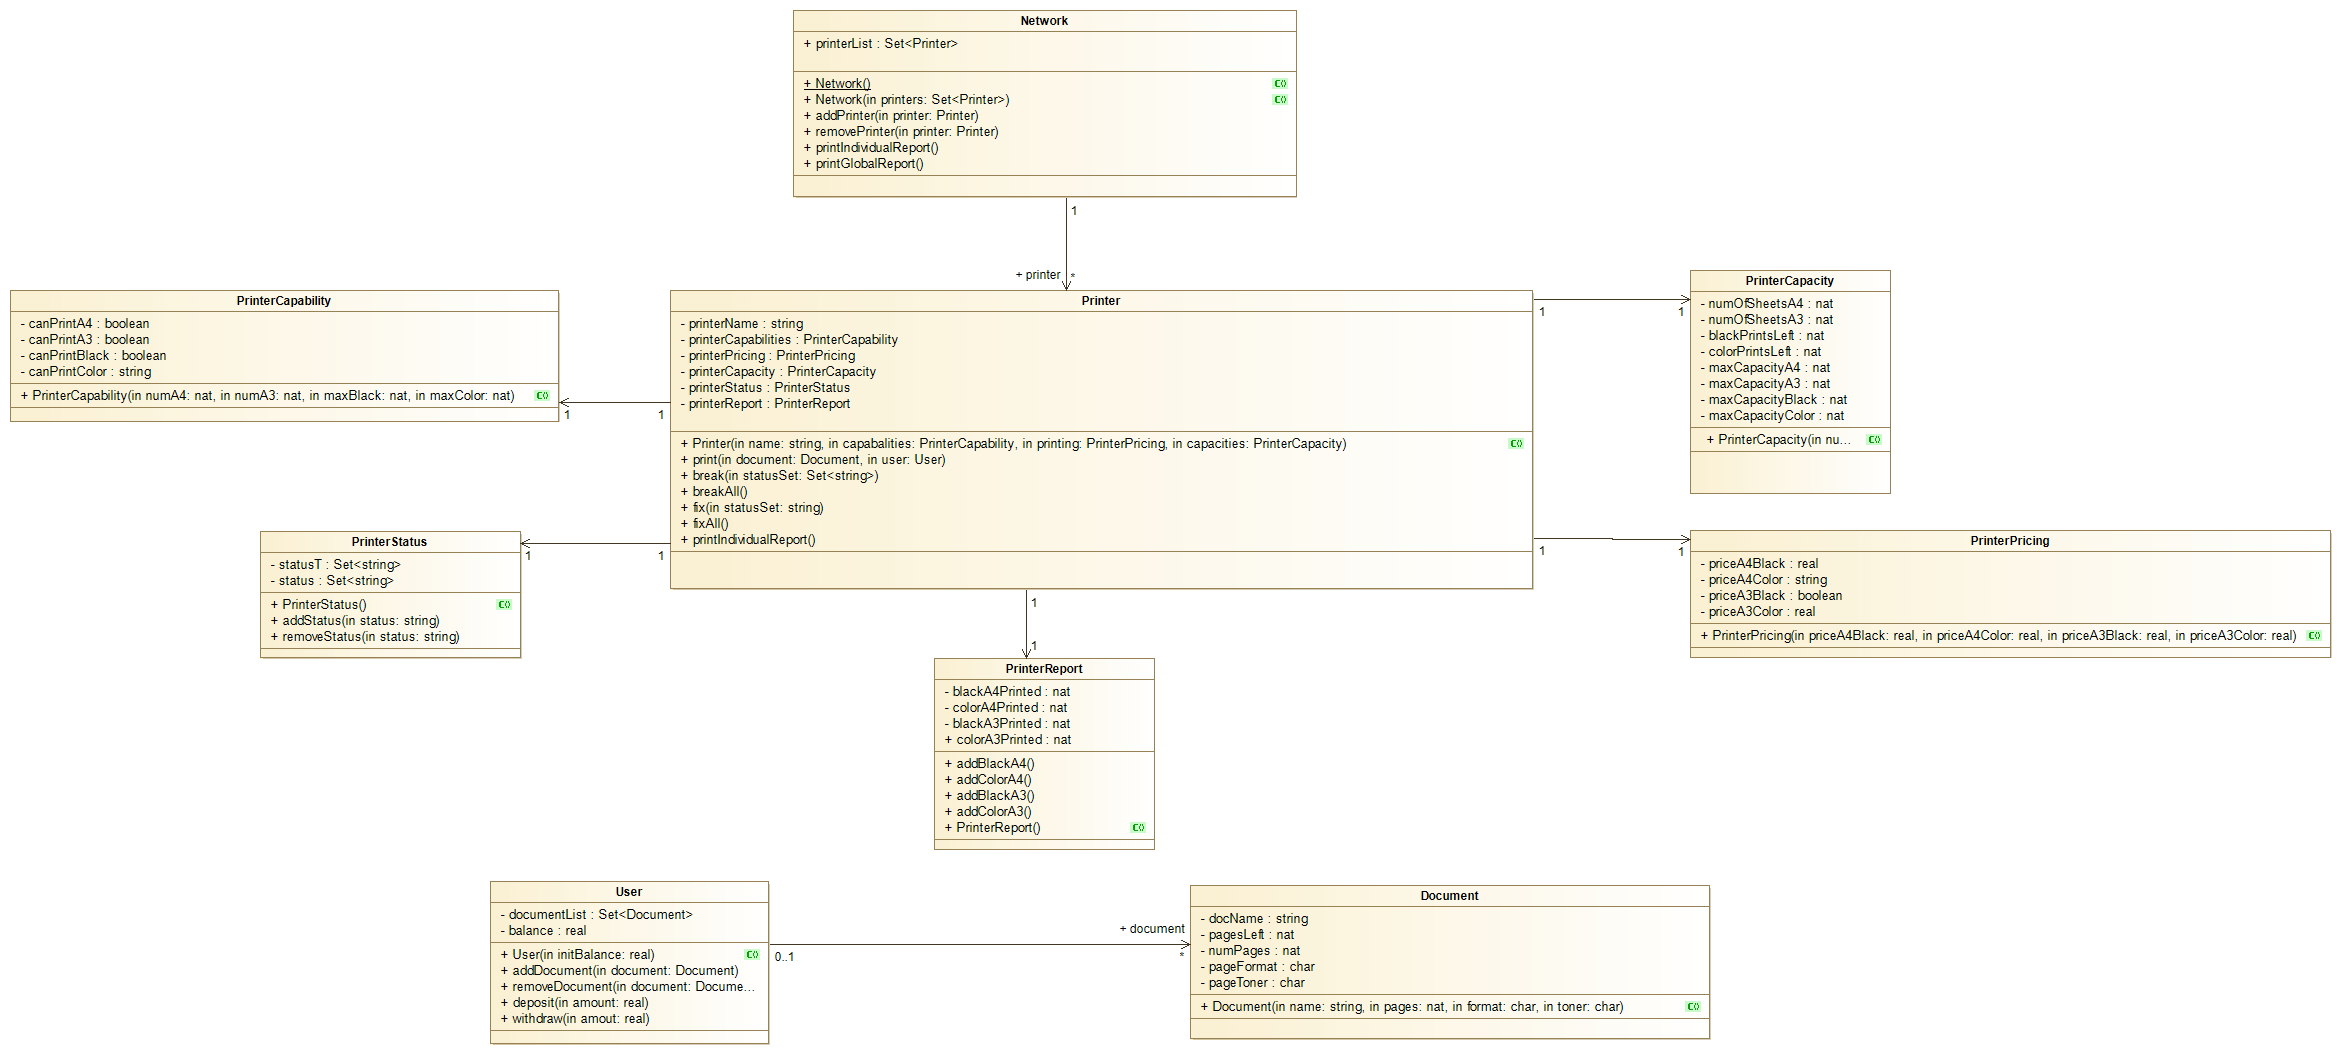 Network
+ printerList : Set<Printer>
+ Network()
+ Network(in printers: Set<Printer>)
+ addPrinter(in printer: Printer)
+ removePrinter(in printer: Printer)
+ printIndividualReport()
+ printGlobalReport()
1
+ printer *
PrinterCapability
- canPrintA4 : boolean
- canPrintA3 : boolean
- canPrintBlack : boolean
- canPrintColor : string
+ PrinterCapability(in numA4: nat, in numA3: nat, in maxBlack: nat, in maxColor: nat)
1
1
Printer
- printerName : string
- printerCapabilities : PrinterCapability
- printerPricing : PrinterPricing
- printerCapacity : PrinterCapacity
- printerStatus : PrinterStatus
- printerReport : PrinterReport
+ Printer(in name: string, in capabalities: PrinterCapability, in printing: PrinterPricing, in capacities: PrinterCapacity)
+ print(in document: Document, in user: User)
+ break(in statusSet: Set<string>)
+ breakAll()
+ fix(in statusSet: string)
+ fixAll()
+ printIndividualReport()
1
1
PrinterCapacity
- numOfSheetsA4 : nat
- numOfSheetsA3 : nat
- blackPrintsLeft : nat
- colorPrintsLeft : nat
- maxCapacityA4 : nat
- maxCapacityA3 : nat
- maxCapacityBlack : nat
- maxCapacityColor : nat
+ PrinterCapacity(in nu...
PrinterStatus
- statusT : Set<string>
- status : Set<string>
+ PrinterStatus()
+ addStatus(in status: string)
+ removeStatus(in status: string)
1
1
1
1
PrinterPricing
- priceA4Black : real
- priceA4Color : string
- priceA3Black : boolean
- priceA3Color : real
+ PrinterPricing(in priceA4Black: real, in priceA4Color: real, in priceA3Black: real, in priceA3Color: real)
1
1
PrinterReport
- blackA4Printed : nat
- colorA4Printed : nat
- blackA3Printed : nat
+ colorA3Printed : nat
+ addBlackA4()
+ addColorA4()
+ addBlackA3()
+ addColorA3()
+ PrinterReport()
User
- documentList : Set<Document>
- balance : real
+ User(in initBalance: real)
+ addDocument(in document: Document)
+ removeDocument(in document: Docume...
+ deposit(in amount: real)
+ withdraw(in amout: real)
0..1
+ document
*
Document
- docName : string
- pagesLeft : nat
- numPages : nat
- pageFormat : char
- pageToner : char
+ Document(in name: string, in pages: nat, in format: char, in toner: char)